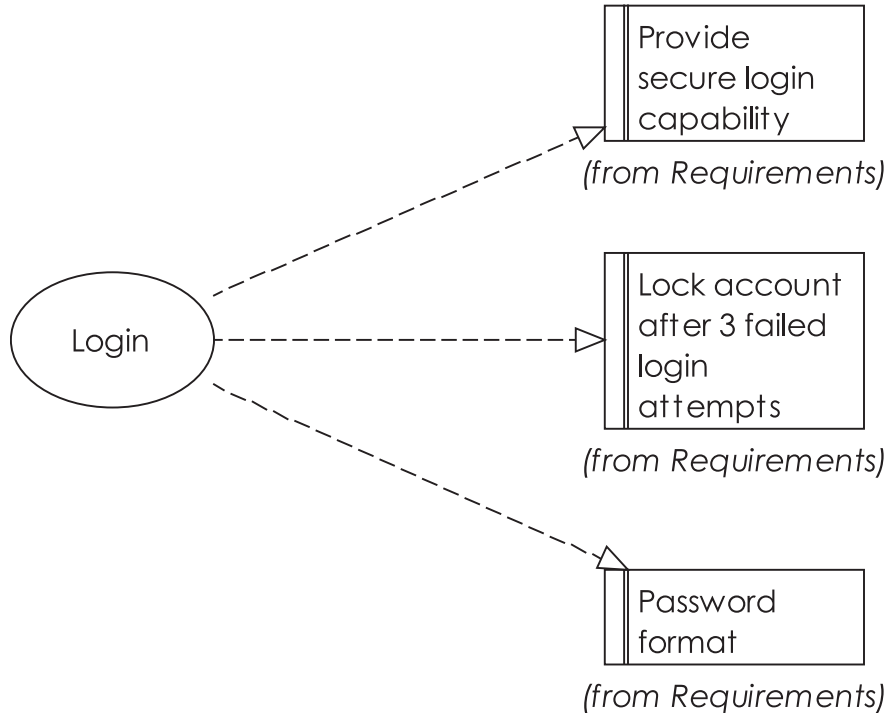 Provide
secure login
capability
(from Requirements)
Login
Lock account
after 3 failed
login
attempts
(from Requirements)
Password
format
(from Requirements)